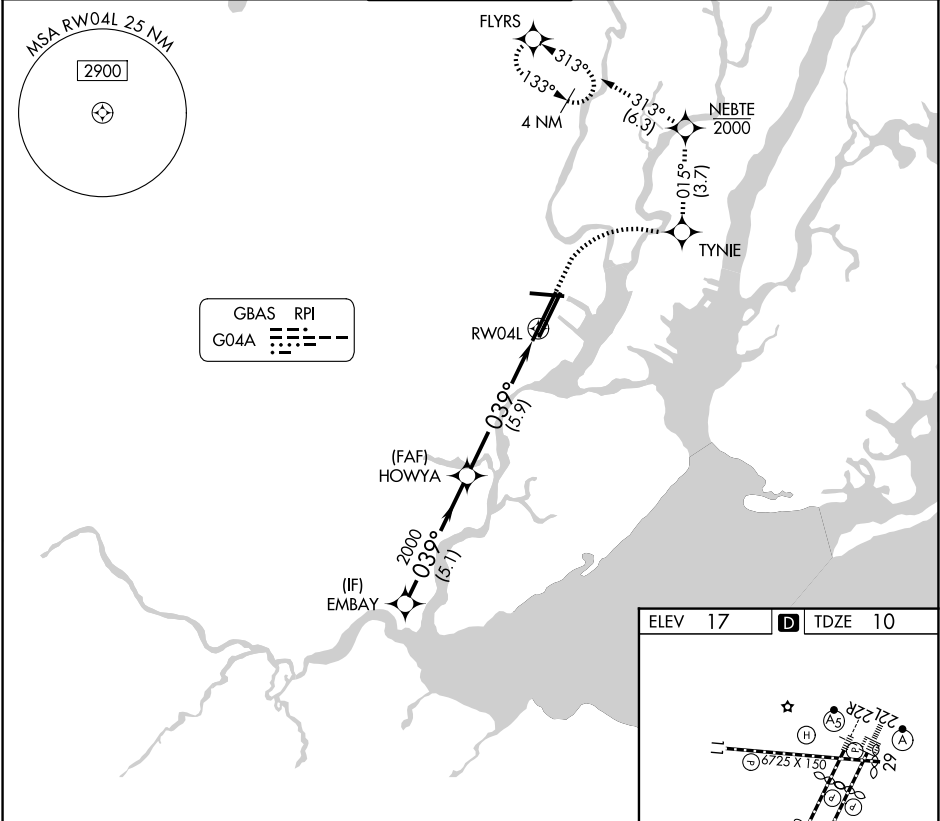 MSA RW04L 25 NM
2900
FLYRS
313°
133°
4 NM
313°
(6.3)
NEBTE
2000
015°
(3.7)
TYNIE
GBAS RPI
G04A
RW04L
039°
(5.9)
(FAF)
HOWYA
2000
039°
(5.1)
(IF)
EMBAY
ELEV 17
D
TDZE 10
A5
22R
22L
A
H
P
11
P
6725 X 150
29
P
P